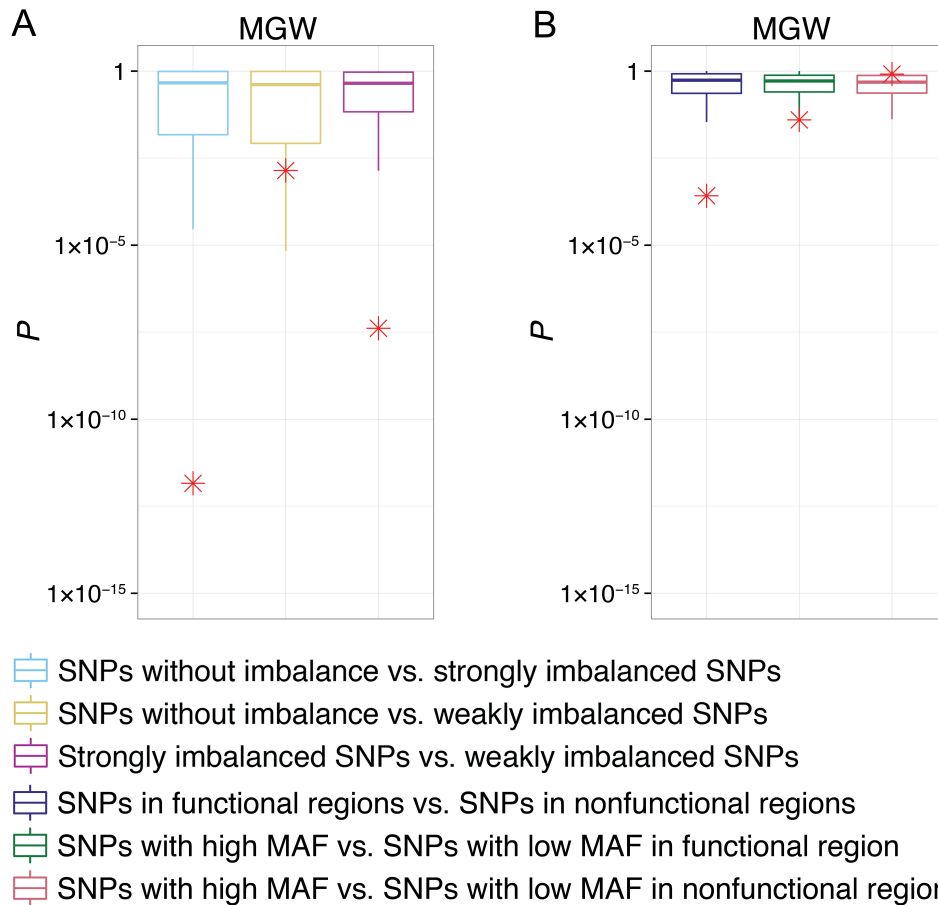 A
MGW
1
1×10⁻⁵
1×10⁻¹⁰
1×10⁻¹⁵
P
B
MGW
1
1×10⁻⁵
1×10⁻¹⁰
1×10⁻¹⁵
P
SNPs without imbalance vs. strongly imbalanced SNPs
SNPs without imbalance vs. weakly imbalanced SNPs
Strongly imbalanced SNPs vs. weakly imbalanced SNPs
SNPs in functional regions vs. SNPs in nonfunctional regions
SNPs with high MAF vs. SNPs with low MAF in functional region
SNPs with high MAF vs. SNPs with low MAF in nonfunctional region